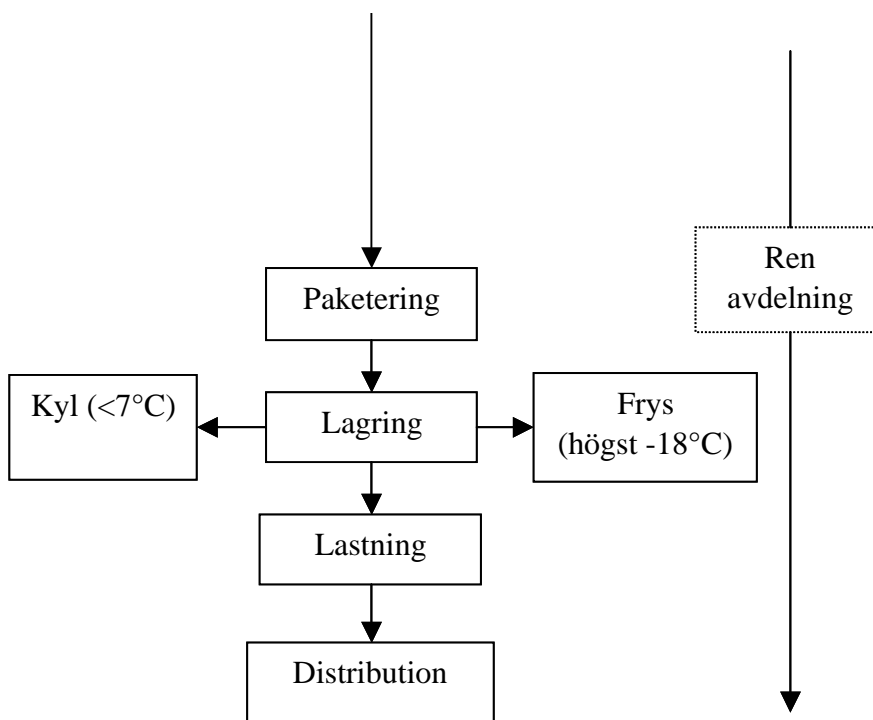 Ren
avdelning
Paketering
Kyl (<7°C)
Lagring
Frys
(högst -18°C)
Lastning
Distribution